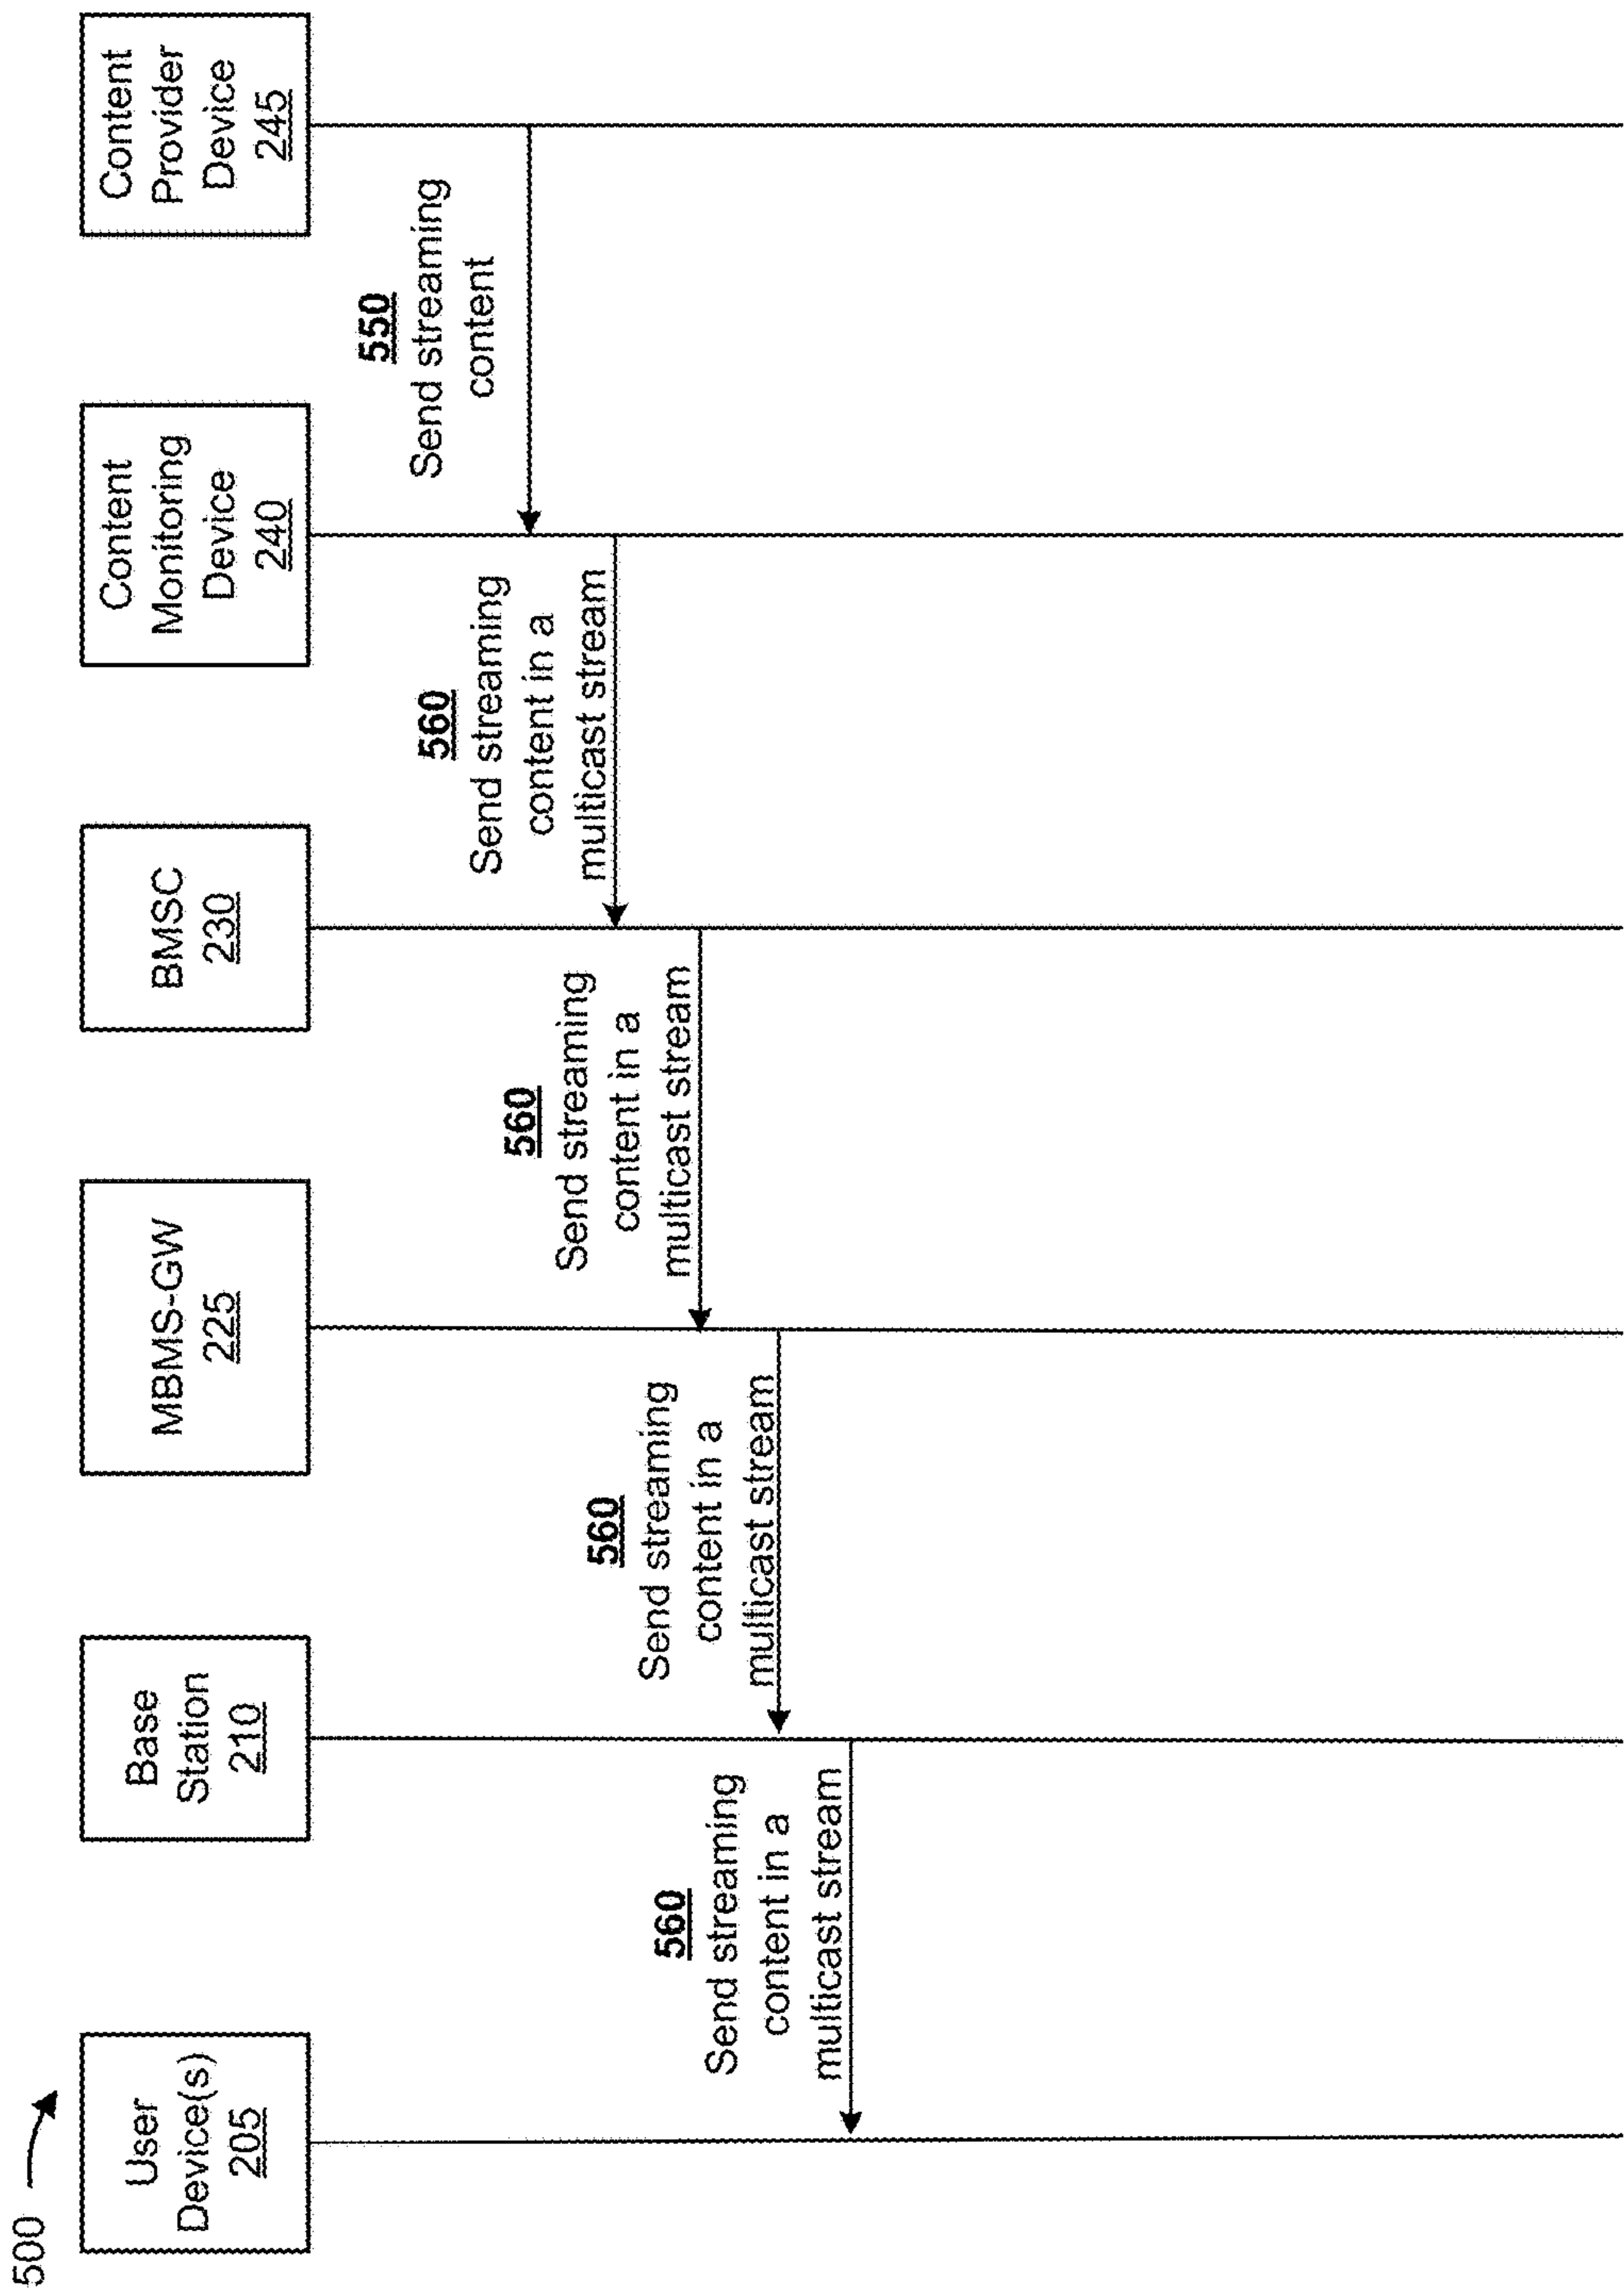 500
User
Device(s)
205
Base
Station
210
MBMS-GW
225
BMSC
230
Content
Monitoring
Device
240
Content
Provider
Device
245
550
Send streaming
content
560
Send streaming
content in a
multicast stream
560
Send streaming
content in a
multicast stream
560
Send streaming
content in a
multicast stream
560
Send streaming
content in a
multicast stream